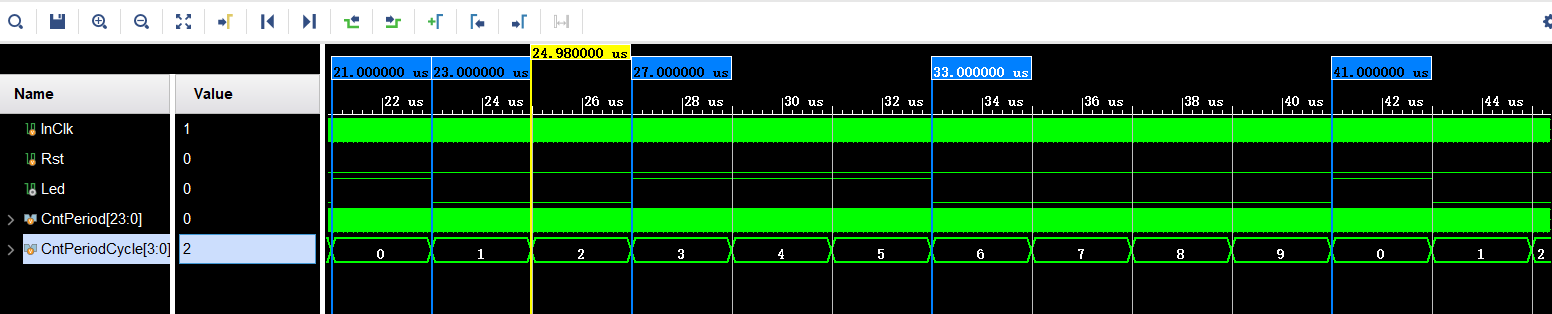 24.980000 us
21.000000 us 23.000000 us 27.000000 us 33.000000 us 41.000000 us
Name Value
22 us 24 us 26 us 28 us 30 us 32 us 34 us 36 us 38 us 40 us 42 us 44 us
InClk 1
Rst 0
Led 0
CntPeriod[23:0] 0
CntPeriodCycle[3:0] 2 0 1 2 3 4 5 6 7 8 9 0 1 2